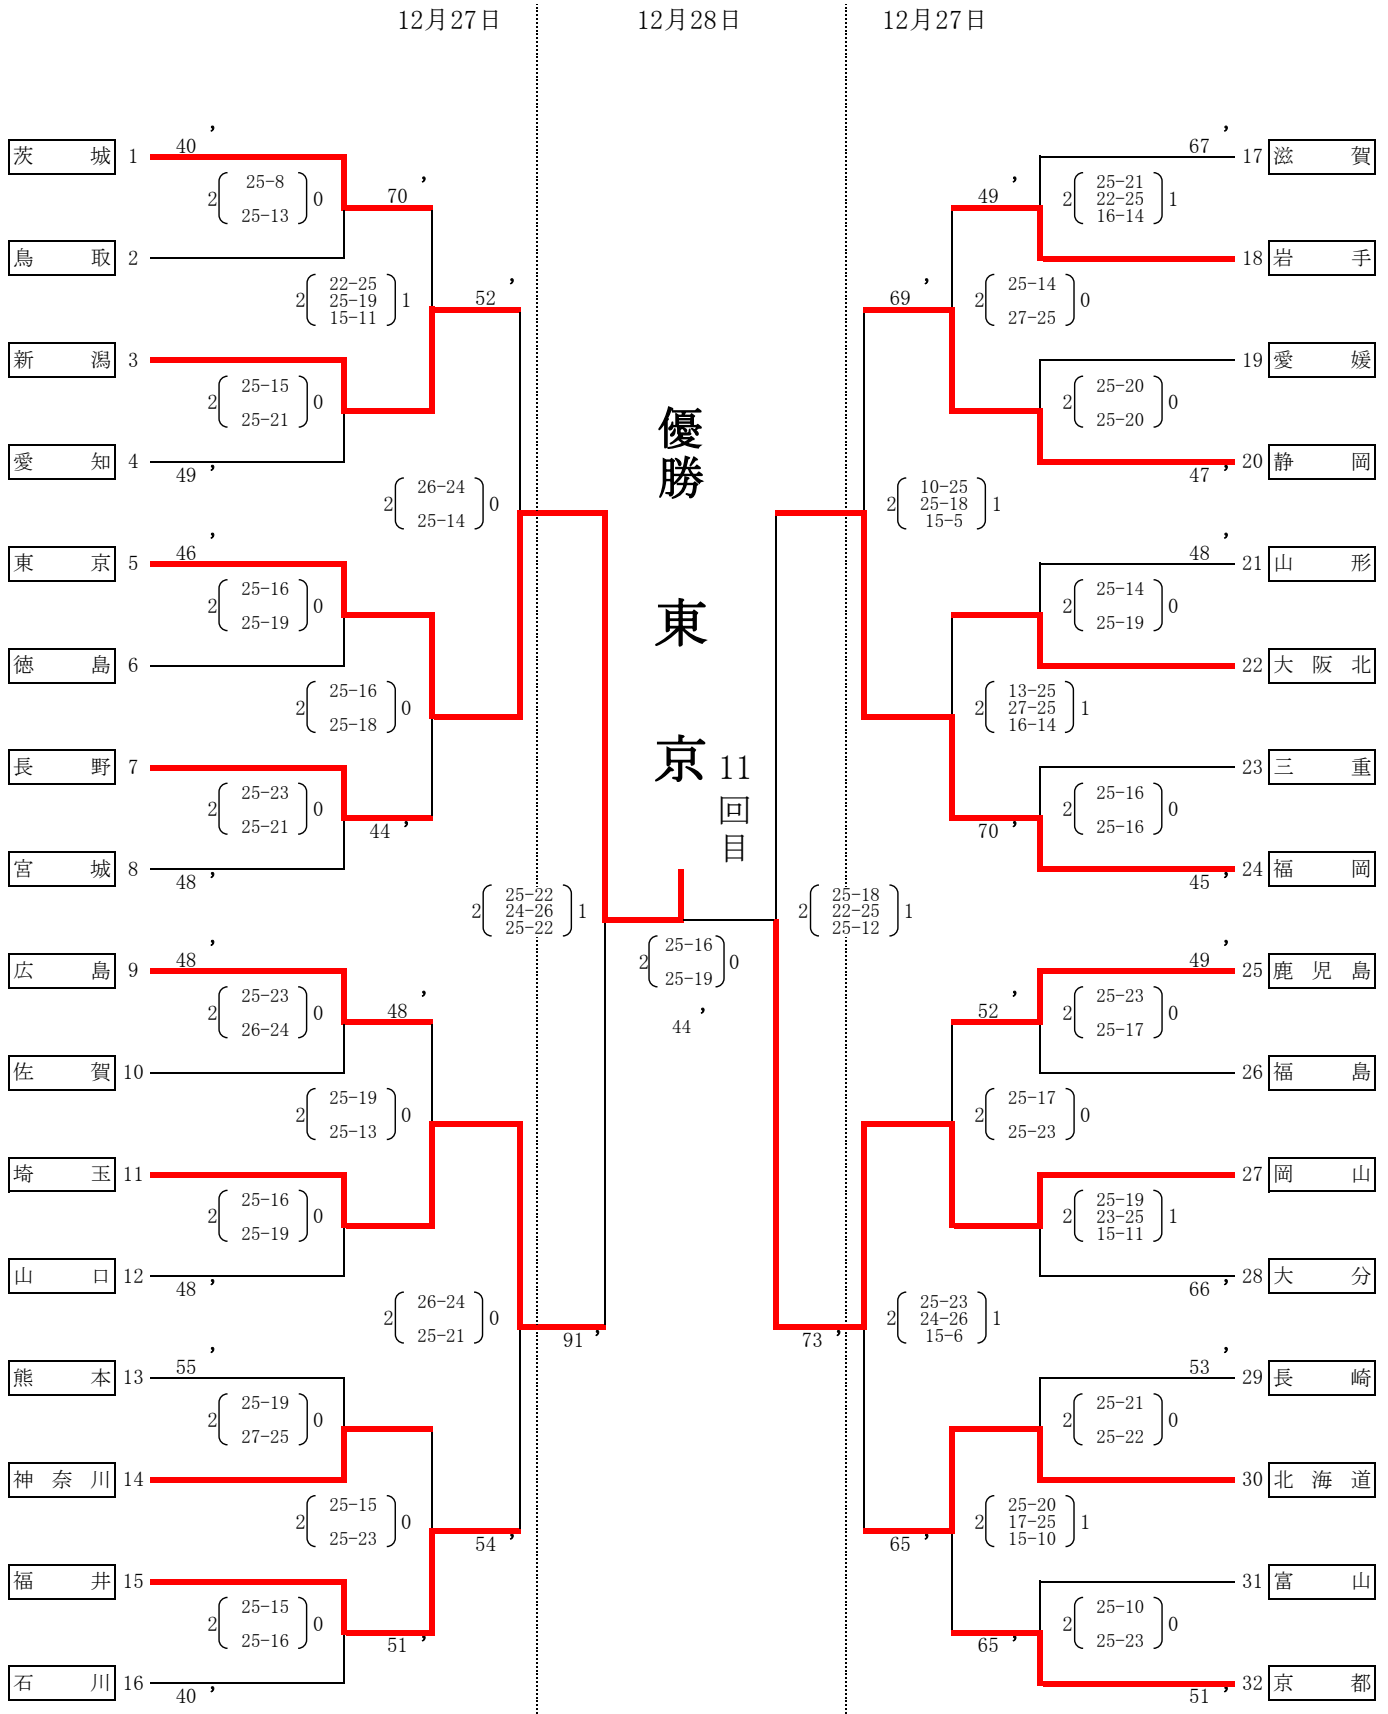 12月27日 12月28日 12月27日
茨城 1 40’
2 25-8 25-13 0
70’
鳥取 2
2 22-25 25-19 15-11 1
52’
新潟 3
2 25-15 25-21 0
愛知 4 49’
2 26-24 25-14 0
東京 5 46’
2 25-16 25-19 0
徳島 6
2 25-16 25-18 0
長野 7
2 25-23 25-21 0
44’
宮城 8 48’
2 25-22 24-26 25-22 1
広島 9 48’
2 25-23 26-24 0
48’
佐賀 10
2 25-19 25-13 0
埼玉 11
2 25-16 25-19 0
山口 12 48’
2 26-24 25-21 0
91’
熊本 13 55’
2 25-19 27-25 0
神奈川 14
2 25-15 25-23 0
54’
福井 15
2 25-15 25-16 0
51’
石川 16 40’
優勝
東京
11回目
2 25-16 25-19 0
44’
67’ 17 滋賀
2 25-21 22-25 16-14 1
49’
18 岩手
2 25-14 27-25 0
69’
19 愛媛
2 25-20 25-20 0
47’ 20 静岡
2 10-25 25-18 15-5 1
48’ 21 山形
2 25-14 25-19 0
22 大阪北
2 13-25 27-25 16-14 1
23 三重
2 25-16 25-16 0
70’
45’ 24 福岡
2 25-18 22-25 25-12 1
49’ 25 鹿児島
2 25-23 25-17 0
52’
26 福島
2 25-17 25-23 0
27 岡山
2 25-19 23-25 15-11 1
66’ 28 大分
2 25-23 24-26 15-6 1
73’
53’ 29 長崎
2 25-21 25-22 0
30 北海道
2 25-20 17-25 15-10 1
65’
31 富山
2 25-10 25-23 0
65’
51’ 32 京都